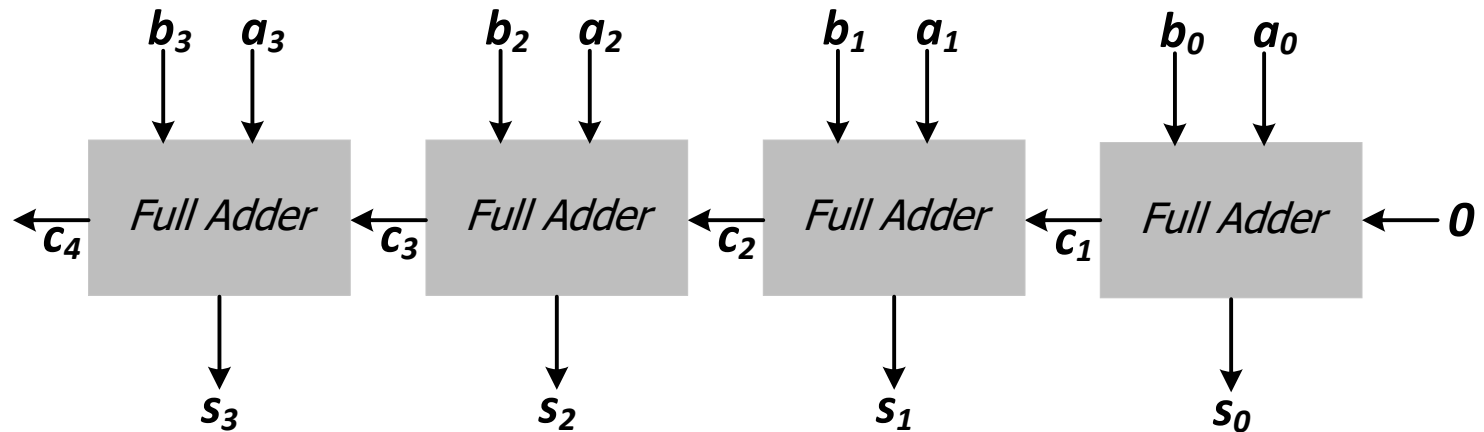 b₃ a₃ b₂ a₂ b₁ a₁ b₀ a₀
Full Adder Full Adder Full Adder Full Adder 0
c₄ c₃ c₂ c₁
s₃ s₂ s₁ s₀